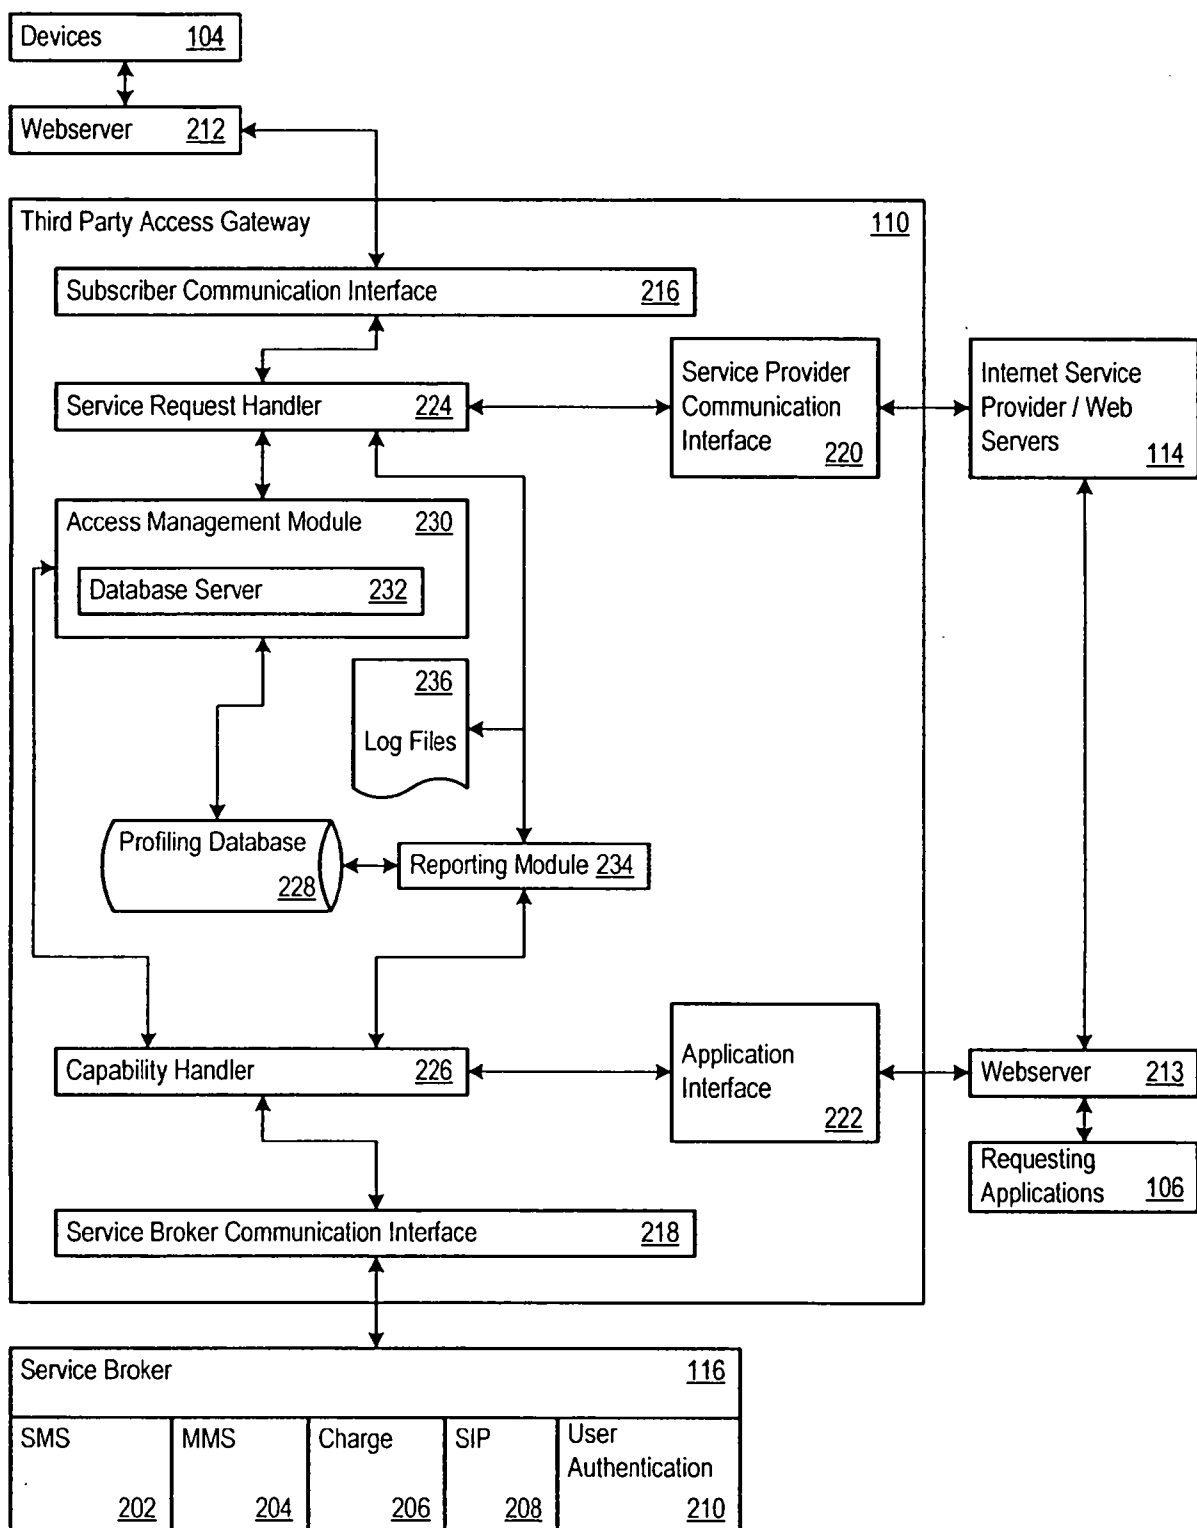 Devices 104
Webserver 212
Third Party Access Gateway 110
Subscriber Communication Interface 216
Service Request Handler 224
Service Provider
Communication
Interface 220
Internet Service
Provider / Web
Servers 114
Access Management Module 230
Database Server 232
236
Log Files
Profiling Database
228
Reporting Module 234
Capability Handler 226
Application
Interface
222
Webserver 213
Requesting
Applications 106
Service Broker Communication Interface 218
Service Broker 116
SMS
202
MMS
204
Charge
206
SIP
208
User
Authentication
210